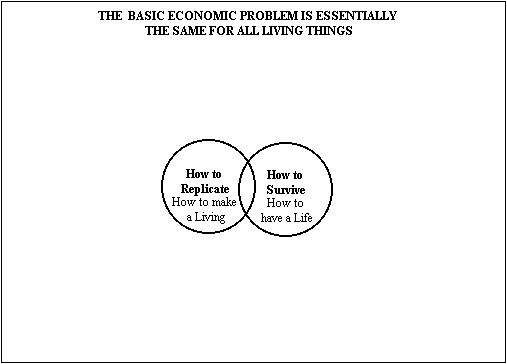 THE BASIC ECONOMIC PROBLEM IS ESSENTIALLY
THE SAME FOR ALL LIVING THINGS
How to
Replicate
How to make
a Living
How to
Survive
How to
have a Life